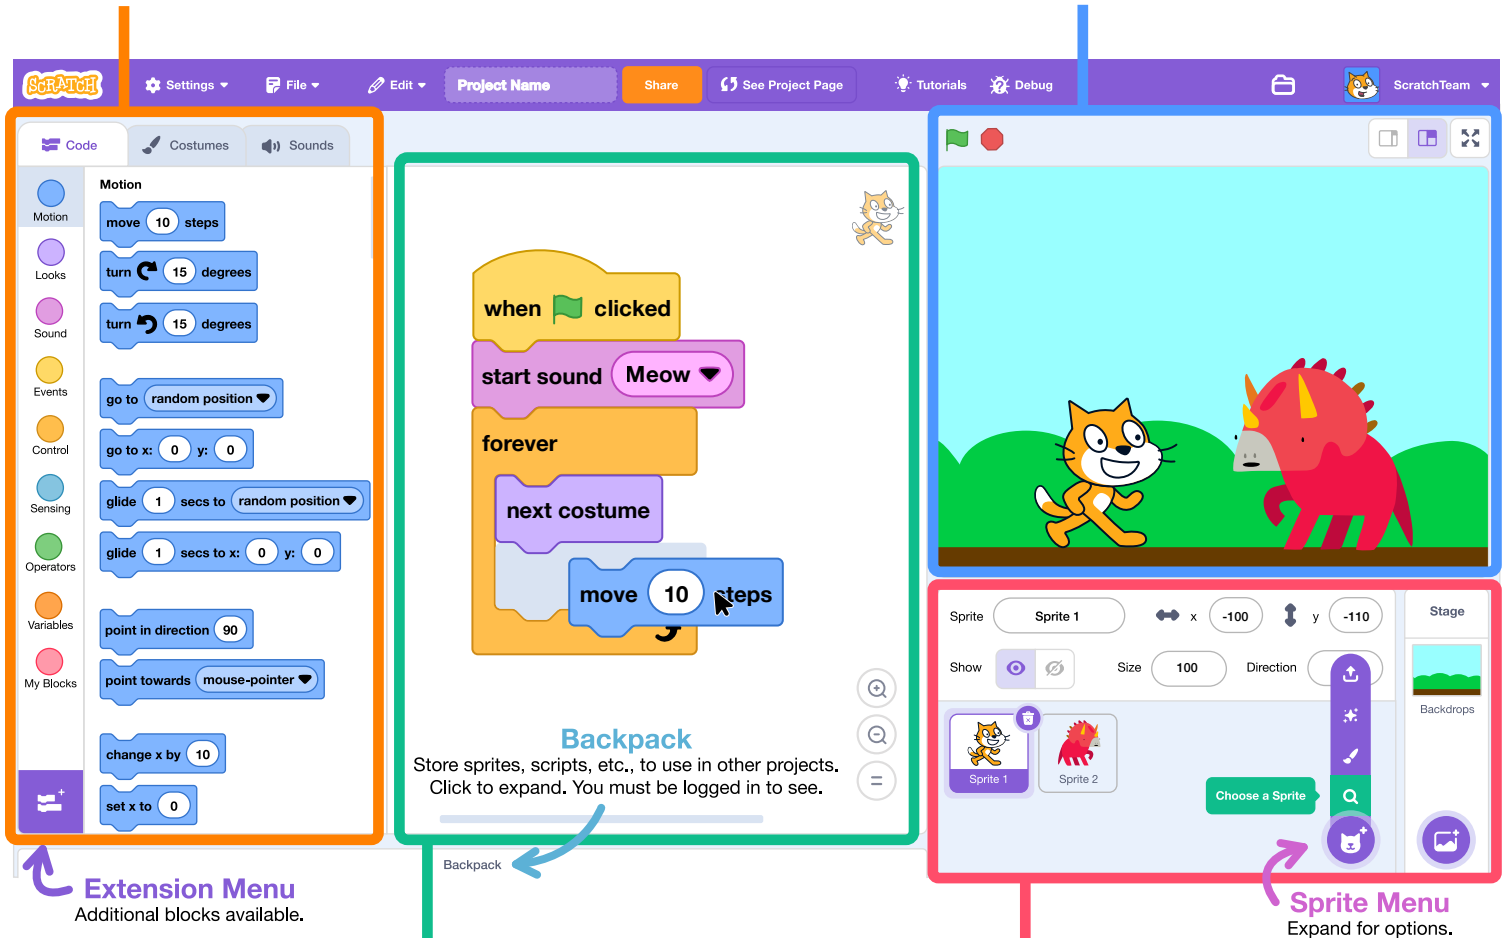 SCRATCH
Settings
File
Edit
Project Name
Share
See Project Page
Tutorials
Debug
ScratchTeam
Code
Costumes
Sounds
Motion
Looks
Sound
Events
Control
Sensing
Operators
Variables
My Blocks
Motion
move 10 steps
turn 15 degrees
turn 15 degrees
go to random position
go to x: 0 y: 0
glide 1 secs to random position
glide 1 secs to x: 0 y: 0
point in direction 90
point towards mouse-pointer
change x by 10
set x to 0
when clicked
start sound Meow
forever
next costume
move 10 steps
Backpack
Store sprites, scripts, etc., to use in other projects.
Click to expand. You must be logged in to see.
Backpack
Extension Menu
Additional blocks available.
Sprite Sprite 1 x -100 y -110
Show Size 100 Direction
Sprite 1
Sprite 2
Choose a Sprite
Stage
Backdrops
Sprite Menu
Expand for options.